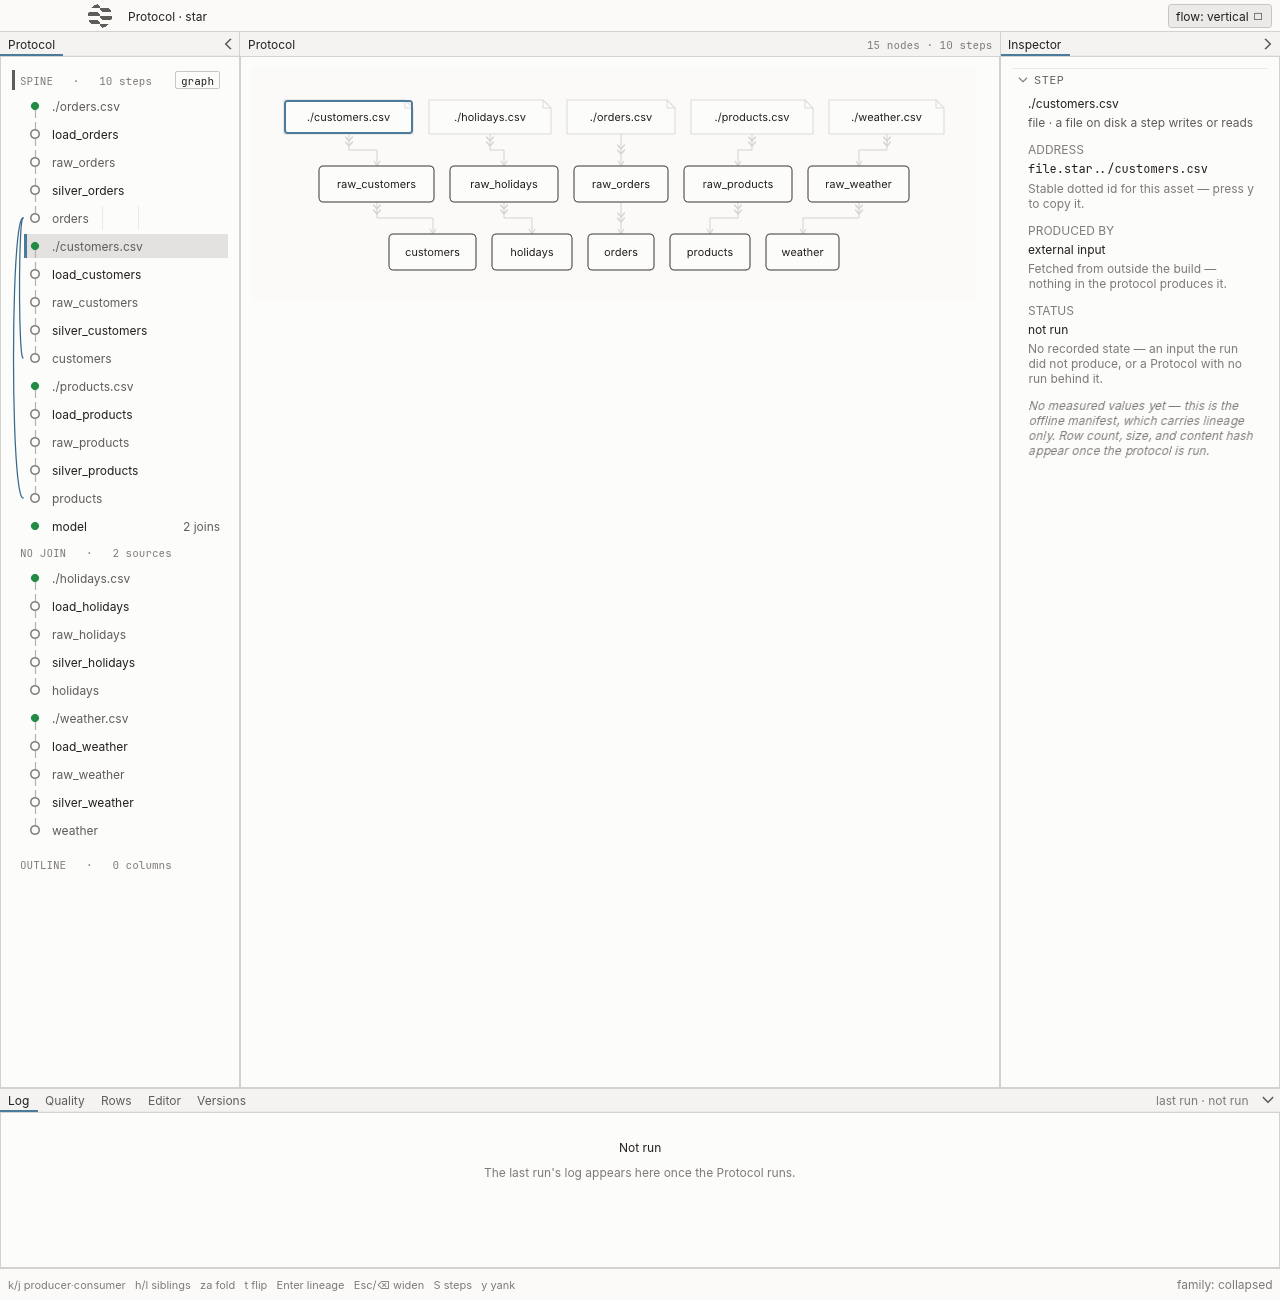 Protocol · star
flow: vertical
Protocol
Protocol
15 nodes · 10 steps
Inspector
SPINE · 10 steps
graph
./orders.csv
load_orders
raw_orders
silver_orders
orders
./customers.csv
load_customers
raw_customers
silver_customers
customers
./products.csv
load_products
raw_products
silver_products
products
model 2 joins
NO JOIN · 2 sources
./holidays.csv
load_holidays
raw_holidays
silver_holidays
holidays
./weather.csv
load_weather
raw_weather
silver_weather
weather
OUTLINE · 0 columns
./customers.csv ./holidays.csv ./orders.csv ./products.csv ./weather.csv
raw_customers raw_holidays raw_orders raw_products raw_weather
customers holidays orders products weather
STEP
./customers.csv
file · a file on disk a step writes or reads
ADDRESS
file.star../customers.csv
Stable dotted id for this asset — press y
to copy it.
PRODUCED BY
external input
Fetched from outside the build —
nothing in the protocol produces it.
STATUS
not run
No recorded state — an input the run
did not produce, or a Protocol with no
run behind it.
No measured values yet — this is the
offline manifest, which carries lineage
only. Row count, size, and content hash
appear once the protocol is run.
Log Quality Rows Editor Versions
last run · not run
Not run
The last run's log appears here once the Protocol runs.
k/j producer·consumer h/l siblings za fold t flip Enter lineage Esc/⌫ widen S steps y yank
family: collapsed